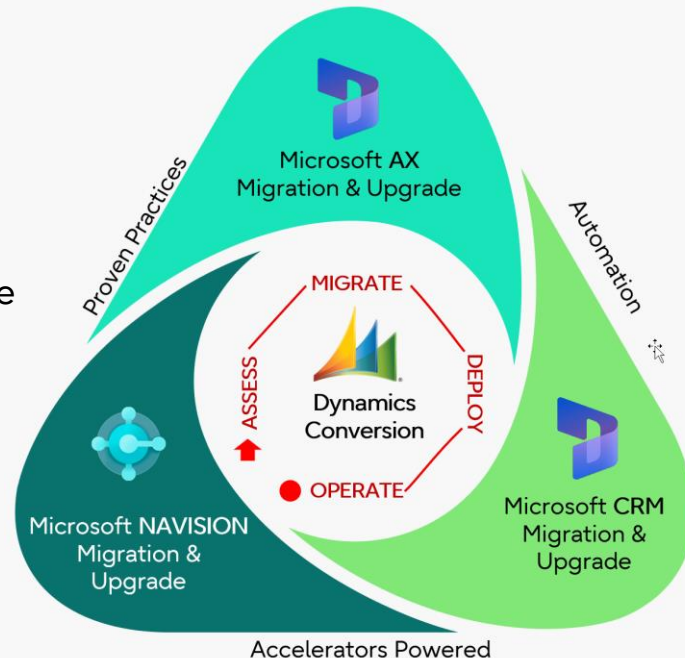 Microsoft AX
Migration & Upgrade
Proven Practices
Automation
e
MIGRATE
ASSESS
DEPLOY
Dynamics
Conversion
OPERATE
Microsoft NAVISION
Migration &
Upgrade
Microsoft CRM
Migration &
Upgrade
Accelerators Powered